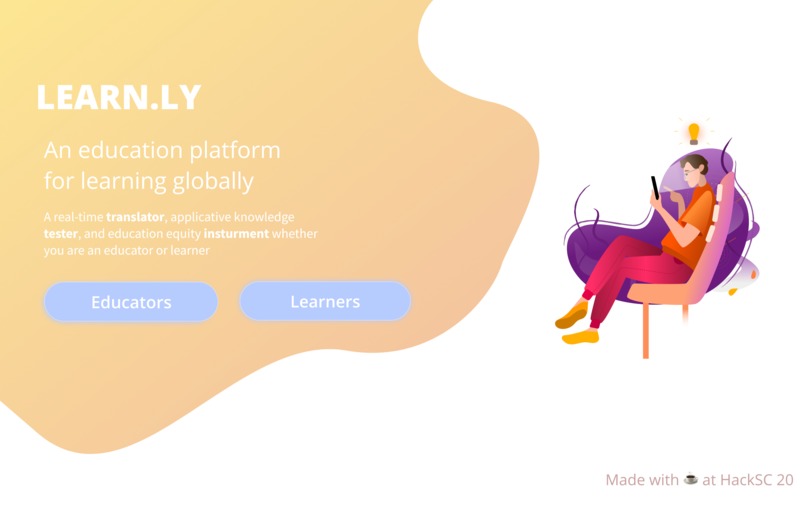 LEARN.LY
An education platform
for learning globally
A real-time translator, applicative knowledge
tester, and education equity insturment whether
you are an educator or learner
Educators
Learners
Made with ☕ at HackSC 20